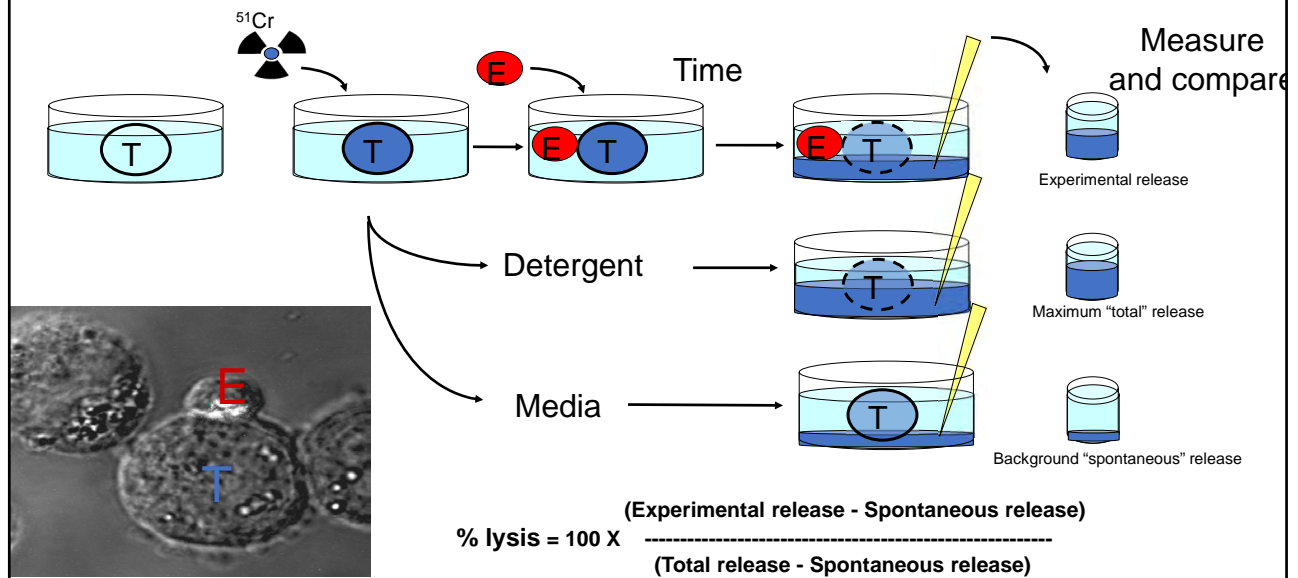 51Cr
E
Time
Measure
and compare
T
T
E
T
E
T
Experimental release
Detergent
T
Maximum “total” release
E
T
Media
T
Background “spontaneous” release
(Experimental release - Spontaneous release)
% lysis = 100 X ----------------------------------------------------------
(Total release - Spontaneous release)